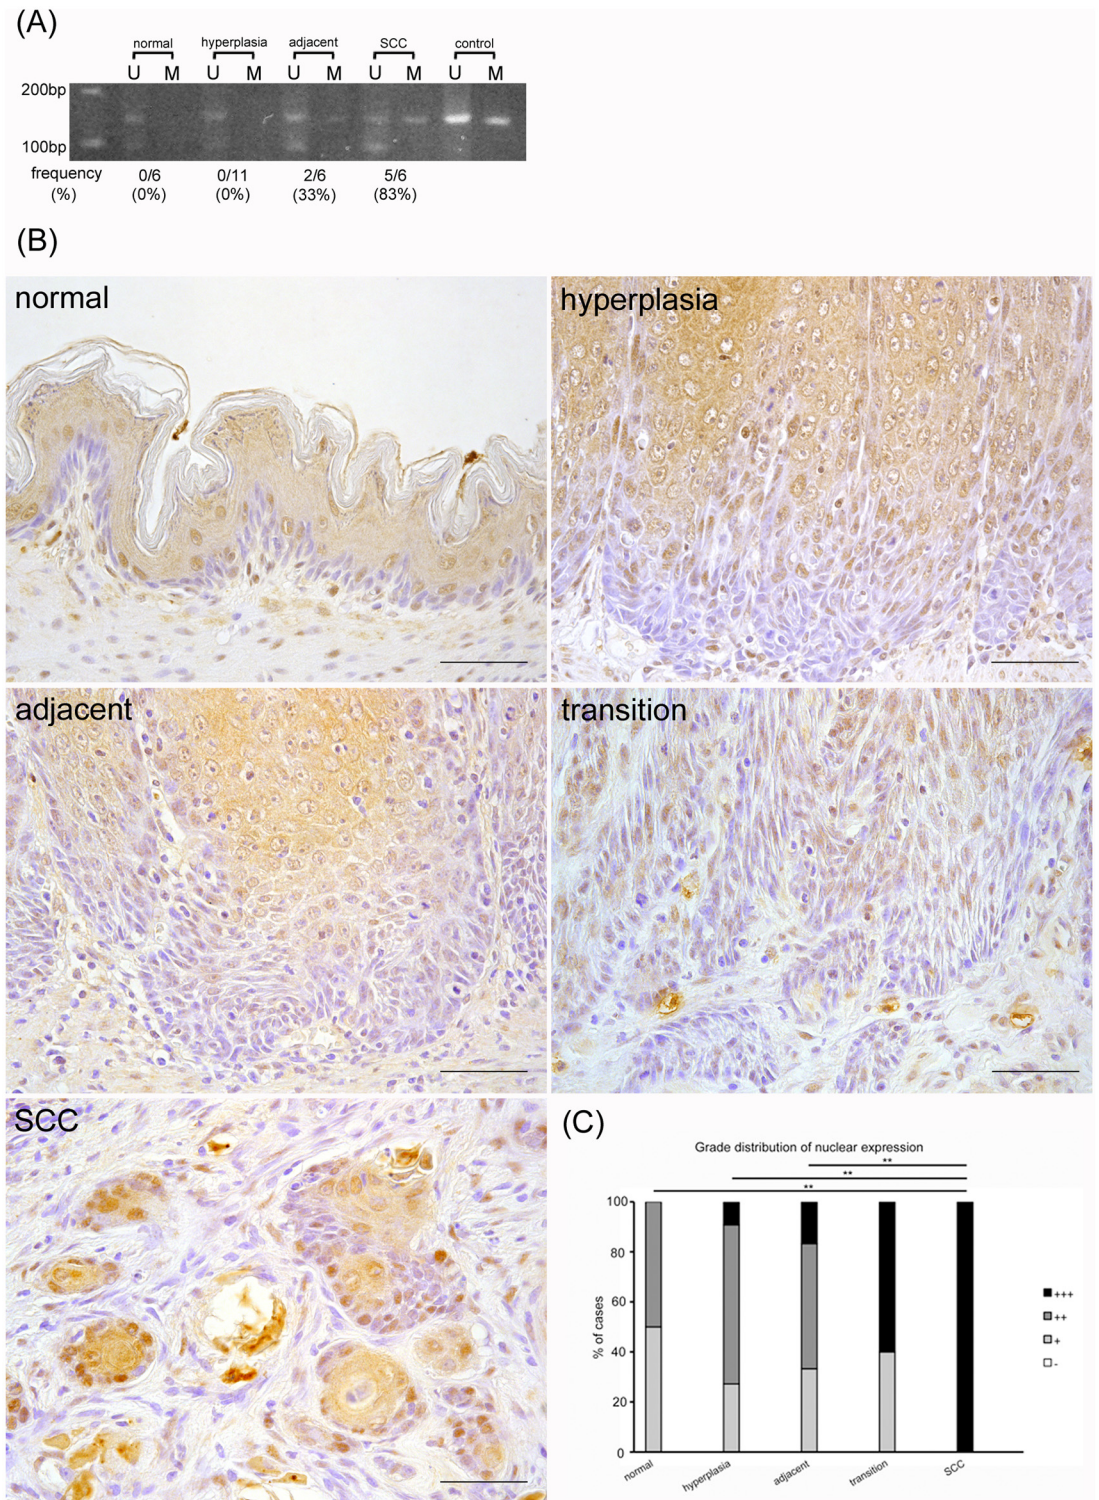 (A)
normal hyperplasia adjacent SCC control
U M U M U M U M U M
200bp
100bp
frequency 0/6 0/11 2/6 5/6
(%) (0%) (0%) (33%) (83%)
(B)
normal
hyperplasia
adjacent
transition
SCC
(C)
Grade distribution of nuclear expression
**
**
**
100
80
60
40
20
0
% of cases
normal hyperplasia adjacent transition SCC
+++
++
+
-